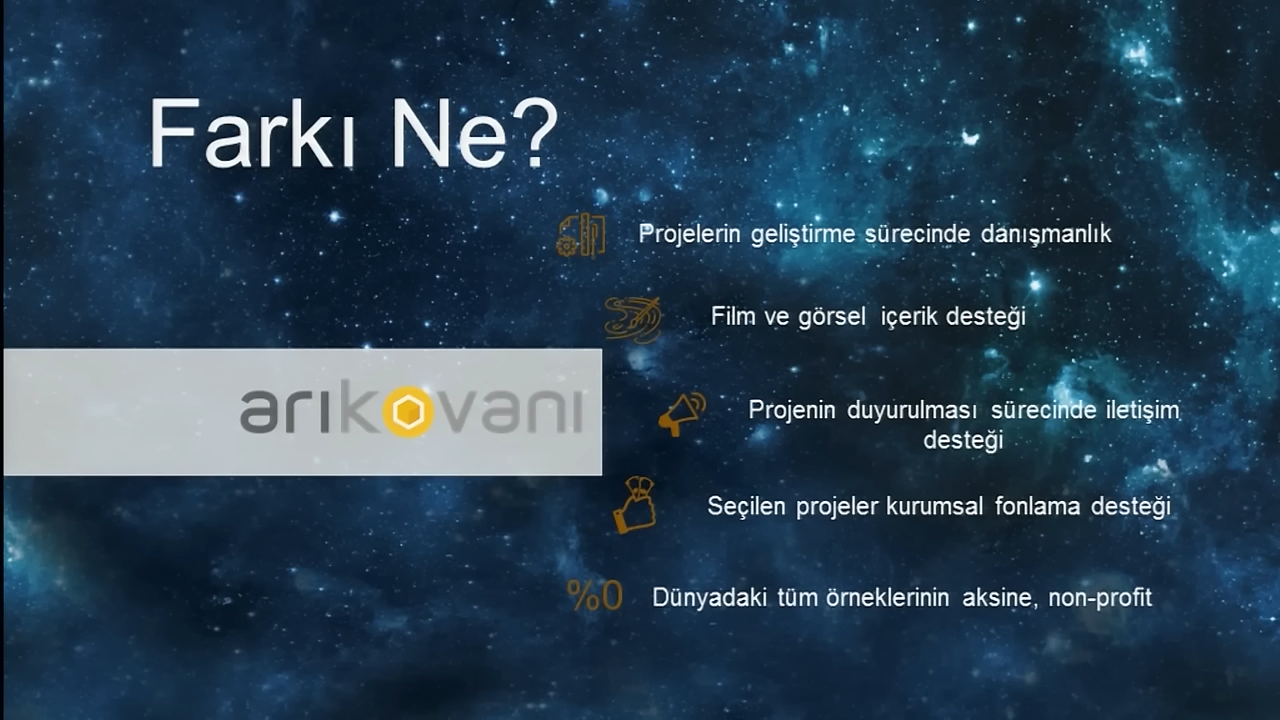 Farkı Ne?
Projelerin geliştirme sürecinde danışmanlık
Film ve görsel içerik desteği
arıkovanı
Projenin duyurulması sürecinde iletişim
desteği
Seçilen projeler kurumsal fonlama desteği
%0 Dünyadaki tüm örneklerinin aksine, non-profit